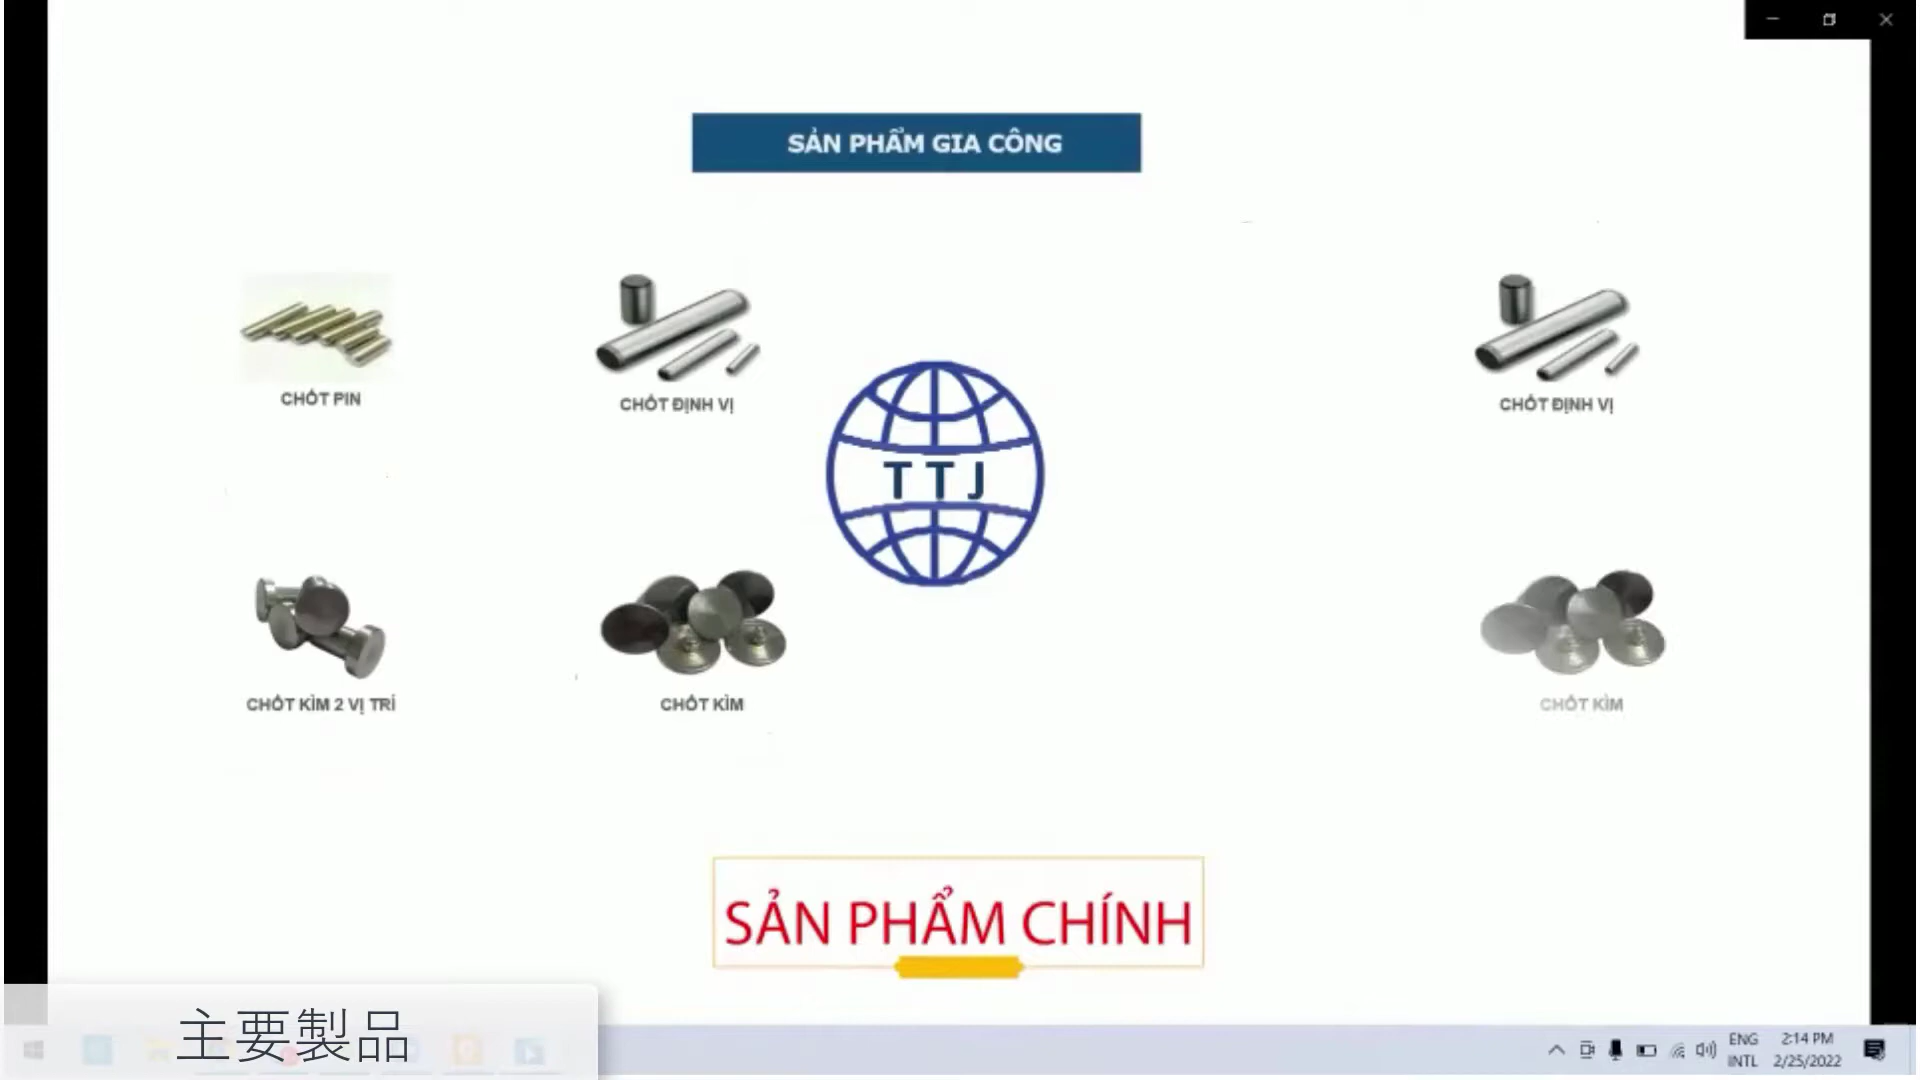 SẢN PHẨM GIA CÔNG
CHỐT PIN
CHỐT ĐỊNH VỊ
CHỐT ĐỊNH VỊ
TTJ
CHỐT KÌM 2 VỊ TRÍ
CHỐT KÌM
CHỐT KÌM
SẢN PHẨM CHÍNH
主要製品
ENG
INTL
2:14 PM
2/25/2022